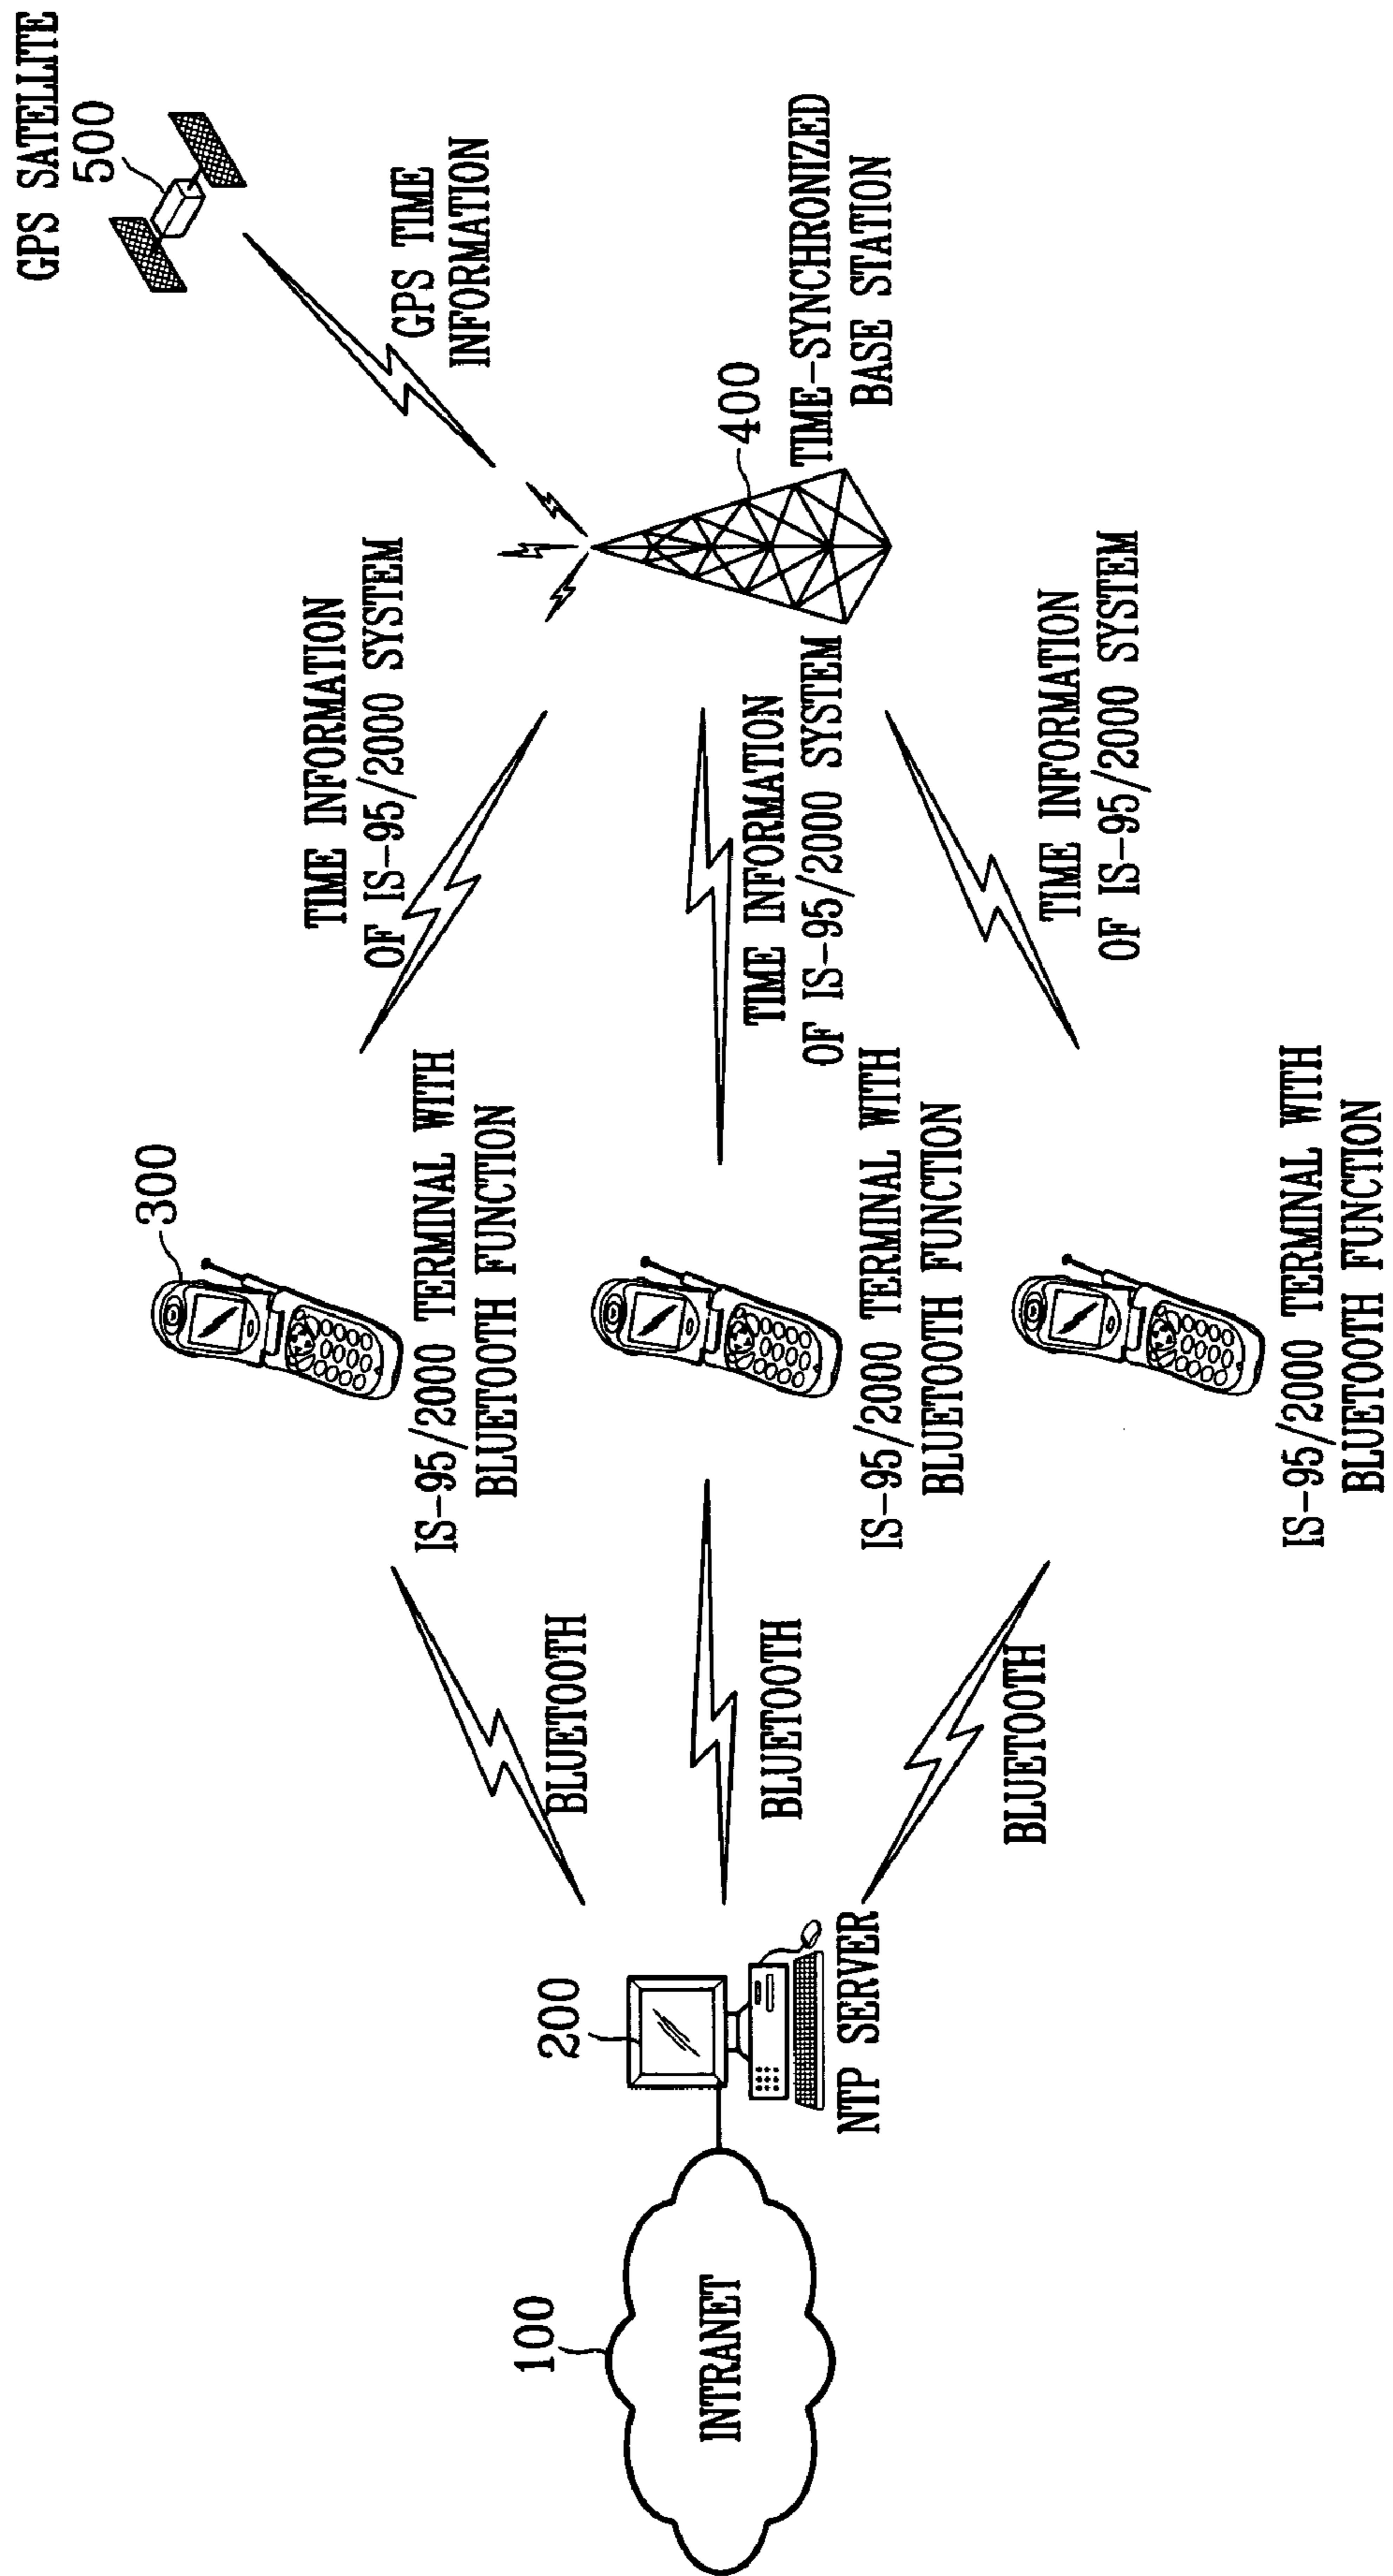 GPS SATELLITE
500
GPS TIME
INFORMATION
400
TIME-SYNCHRONIZED
BASE STATION
TIME INFORMATION
OF IS-95/2000 SYSTEM
TIME INFORMATION
OF IS-95/2000 SYSTEM
TIME INFORMATION
OF IS-95/2000 SYSTEM
300
IS-95/2000 TERMINAL WITH
BLUETOOTH FUNCTION
IS-95/2000 TERMINAL WITH
BLUETOOTH FUNCTION
IS-95/2000 TERMINAL WITH
BLUETOOTH FUNCTION
BLUETOOTH
BLUETOOTH
BLUETOOTH
200
NTP SERVER
100
INTRANET